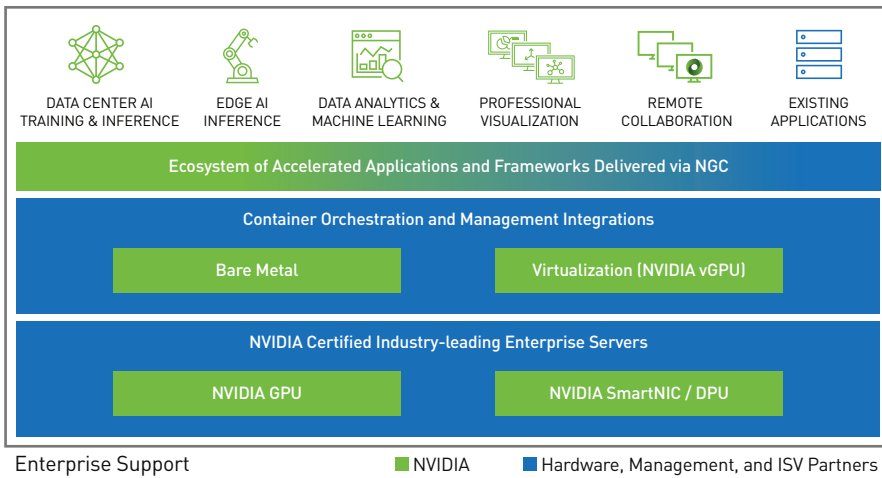 DATA CENTER AI
TRAINING & INFERENCE
EDGE AI
INFERENCE
DATA ANALYTICS &
MACHINE LEARNING
PROFESSIONAL
VISUALIZATION
REMOTE
COLLABORATION
EXISTING
APPLICATIONS
Ecosystem of Accelerated Applications and Frameworks Delivered via NGC
Container Orchestration and Management Integrations
Bare Metal
Virtualization (NVIDIA vGPU)
NVIDIA Certified Industry-leading Enterprise Servers
NVIDIA GPU
NVIDIA SmartNIC / DPU
Enterprise Support
NVIDIA
Hardware, Management, and ISV Partners